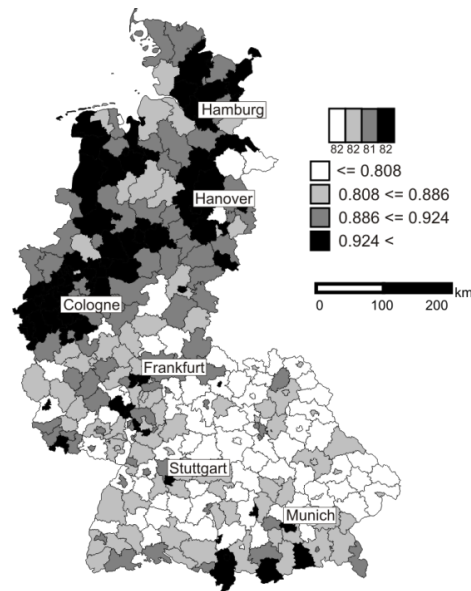 Hamburg
82 82 81 82
<= 0.808
Hanover
0.808 <= 0.886
0.886 <= 0.924
0.924 <
Cologne
km
0 100 200
Frankfurt
Stuttgart
Munich